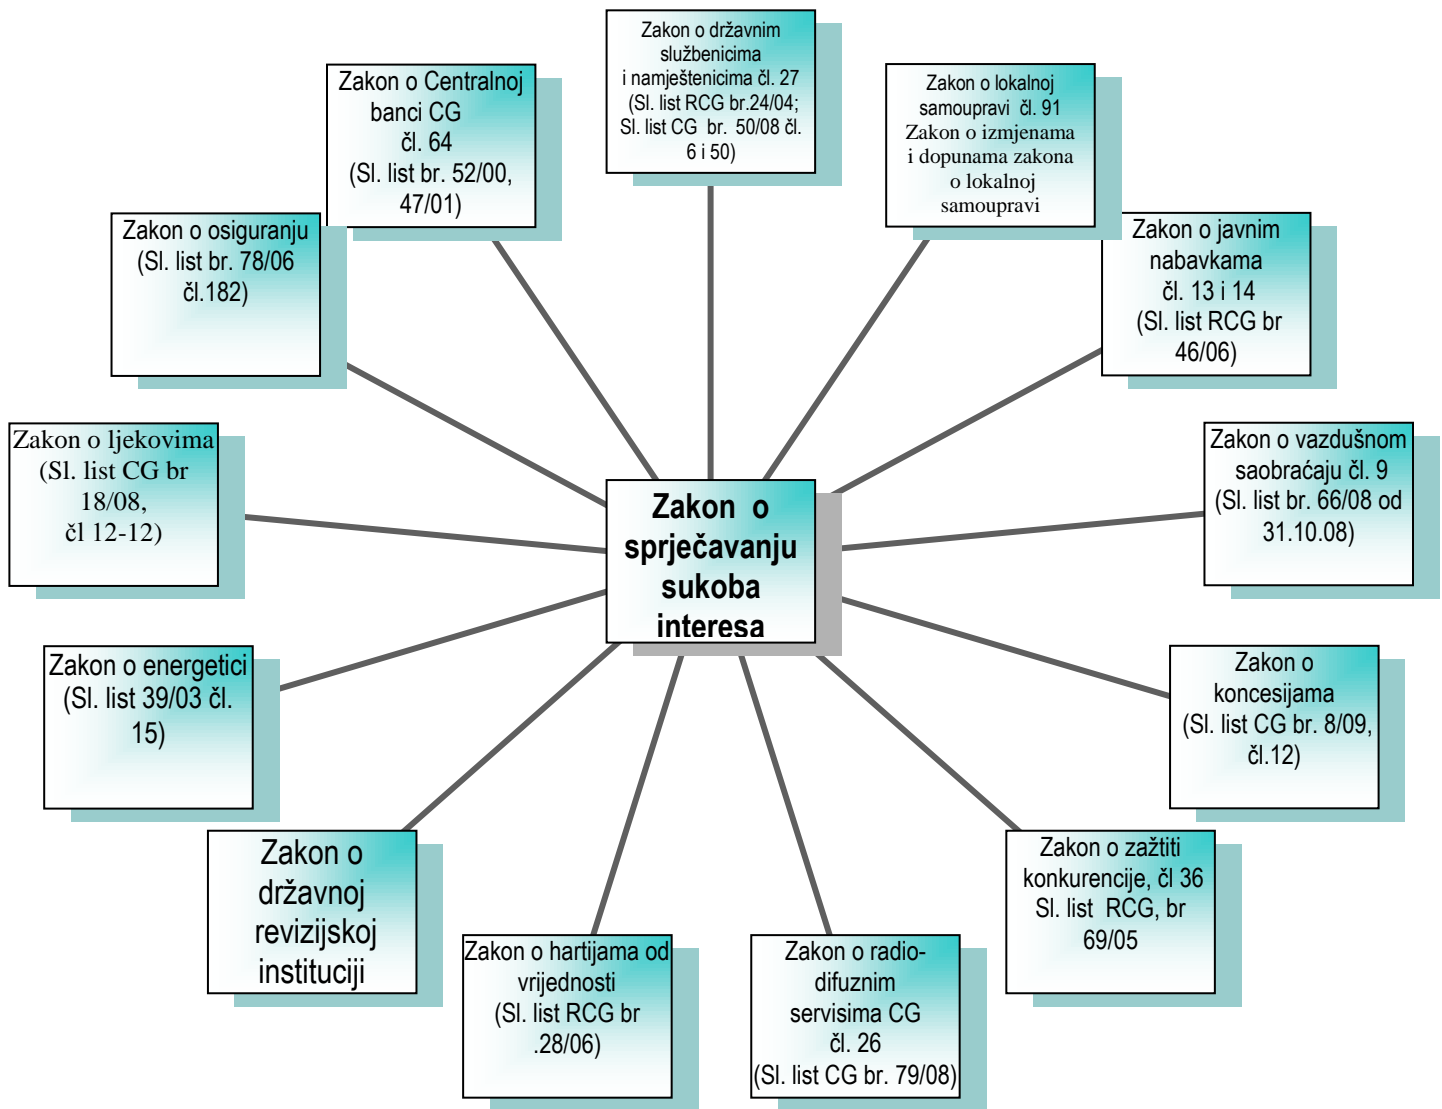 Zakon o državnim
službenicima
i namještenicima čl. 27
(Sl. list RCG br.24/04;
Sl. list CG br. 50/08 čl.
6 i 50)
Zakon o lokalnoj
samoupravi čl. 91
Zakon o izmjenama
i dopunama zakona
o lokalnoj
samoupravi
Zakon o javnim
nabavkama
čl. 13 i 14
(Sl. list RCG br
46/06)
Zakon o vazdušnom
saobraćaju čl. 9
(Sl. list br. 66/08 od
31.10.08)
Zakon o
koncesijama
(Sl. list CG br. 8/09,
čl.12)
Zakon o zažtiti
konkurencije, čl 36
Sl. list RCG, br
69/05
Zakon o radio-
difuznim
servisima CG
čl. 26
(Sl. list CG br. 79/08)
Zakon o hartijama od
vrijednosti
(Sl. list RCG br
.28/06)
Zakon o
državnoj
revizijskoj
instituciji
Zakon o energetici
(Sl. list 39/03 čl.
15)
Zakon o ljekovima
(Sl. list CG br
18/08,
čl 12-12)
Zakon o osiguranju
(Sl. list br. 78/06
čl.182)
Zakon o Centralnoj
banci CG
čl. 64
(Sl. list br. 52/00,
47/01)
Zakon o
sprječavanju
sukoba
interesa